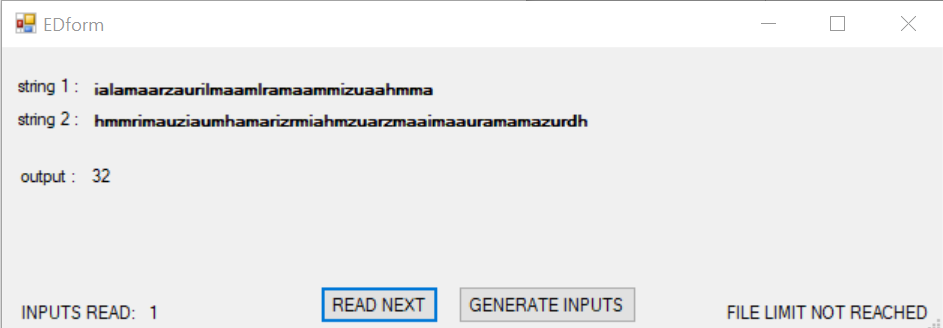 EDform
string 1 : ialamaarzaurilmaamlramaammizuaahmma
string 2 : hmmrimauziaumhamarizrmiahmzuarzmaaimaauramamazurdh
output : 32
INPUTS READ: 1 READ NEXT GENERATE INPUTS FILE LIMIT NOT REACHED